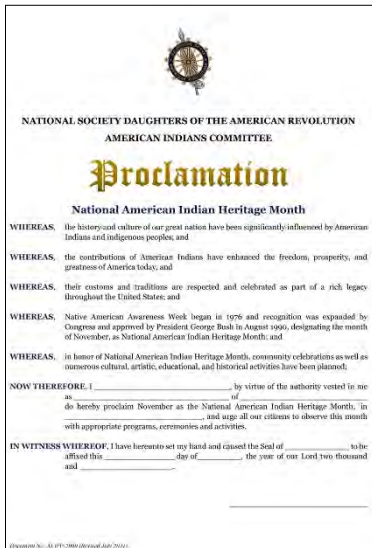 NATIONAL SOCIETY DAUGHTERS OF THE AMERICAN REVOLUTION
AMERICAN INDIANS COMMITTEE
Proclamation
National American Indian Heritage Month
WHEREAS, the history and culture of our great nation have been significantly influenced by American
Indians and indigenous peoples; and
WHEREAS, the contributions of American Indians have enhanced the freedom, prosperity, and
greatness of America today, and
WHEREAS, their customs and traditions are respected and celebrated as part of a rich legacy
throughout the United States; and
WHEREAS, Native American Awareness Week began in 1976 and recognition was expanded by
Congress and approved by President George Bush in August 1990, designating the month
of November, as National American Indian Heritage Month; and
WHEREAS, in honor of National American Indian Heritage Month, community celebrations as well as
numerous cultural, artistic, educational, and historical activities have been planned;
NOW THEREFORE, I ____________________, by virtue of the authority vested in me
as ____________________ of ____________________
do hereby proclaim November as the National American Indian Heritage Month, in
____________________, and urge all our citizens to observe this month
with appropriate programs, ceremonies and activities.
IN WITNESS WHEREOF, I have hereunto set my hand and caused the Seal of ____________ to be
affixed this ____________ day of ________, the year of our Lord two thousand
and ____________.